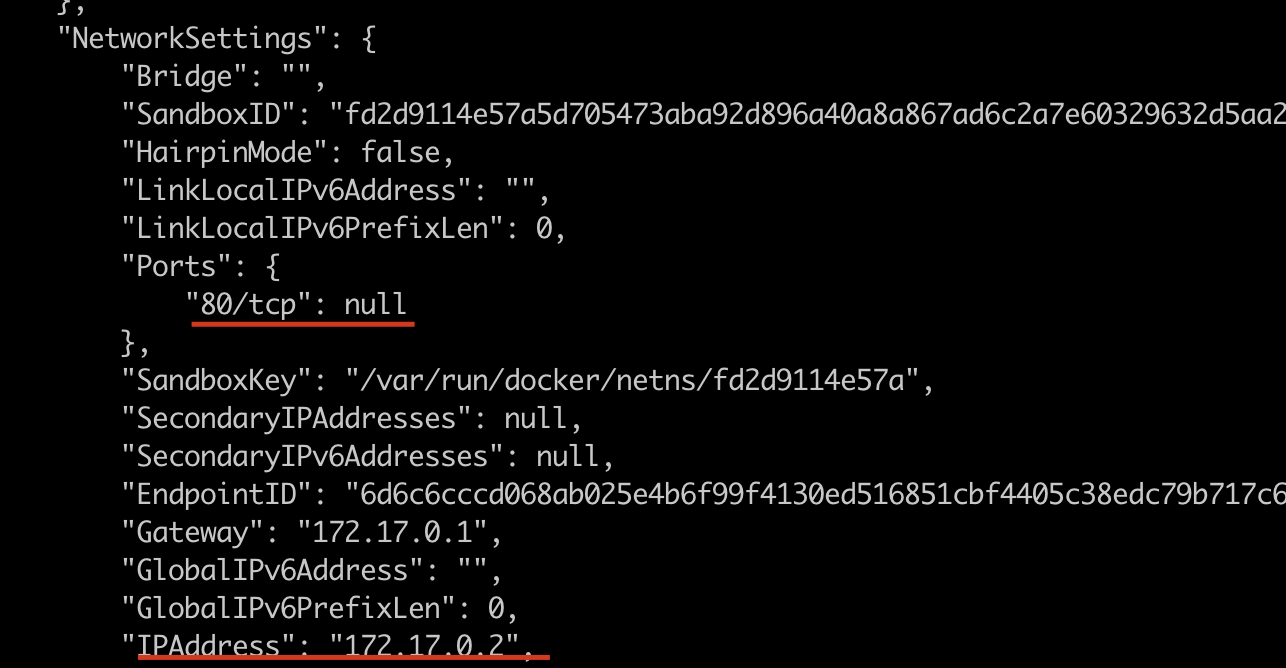 },
"NetworkSettings": {
"Bridge": "",
"SandboxID": "fd2d9114e57a5d705473aba92d896a40a8a867ad6c2a7e60329632d5aa2
"HairpinMode": false,
"LinkLocalIPv6Address": "",
"LinkLocalIPv6PrefixLen": 0,
"Ports": {
"80/tcp": null
},
"SandboxKey": "/var/run/docker/netns/fd2d9114e57a",
"SecondaryIPAddresses": null,
"SecondaryIPv6Addresses": null,
"EndpointID": "6d6c6cccd068ab025e4b6f99f4130ed516851cbf4405c38edc79b717c6
"Gateway": "172.17.0.1",
"GlobalIPv6Address": "",
"GlobalIPv6PrefixLen": 0,
"IPAddress": "172.17.0.2",